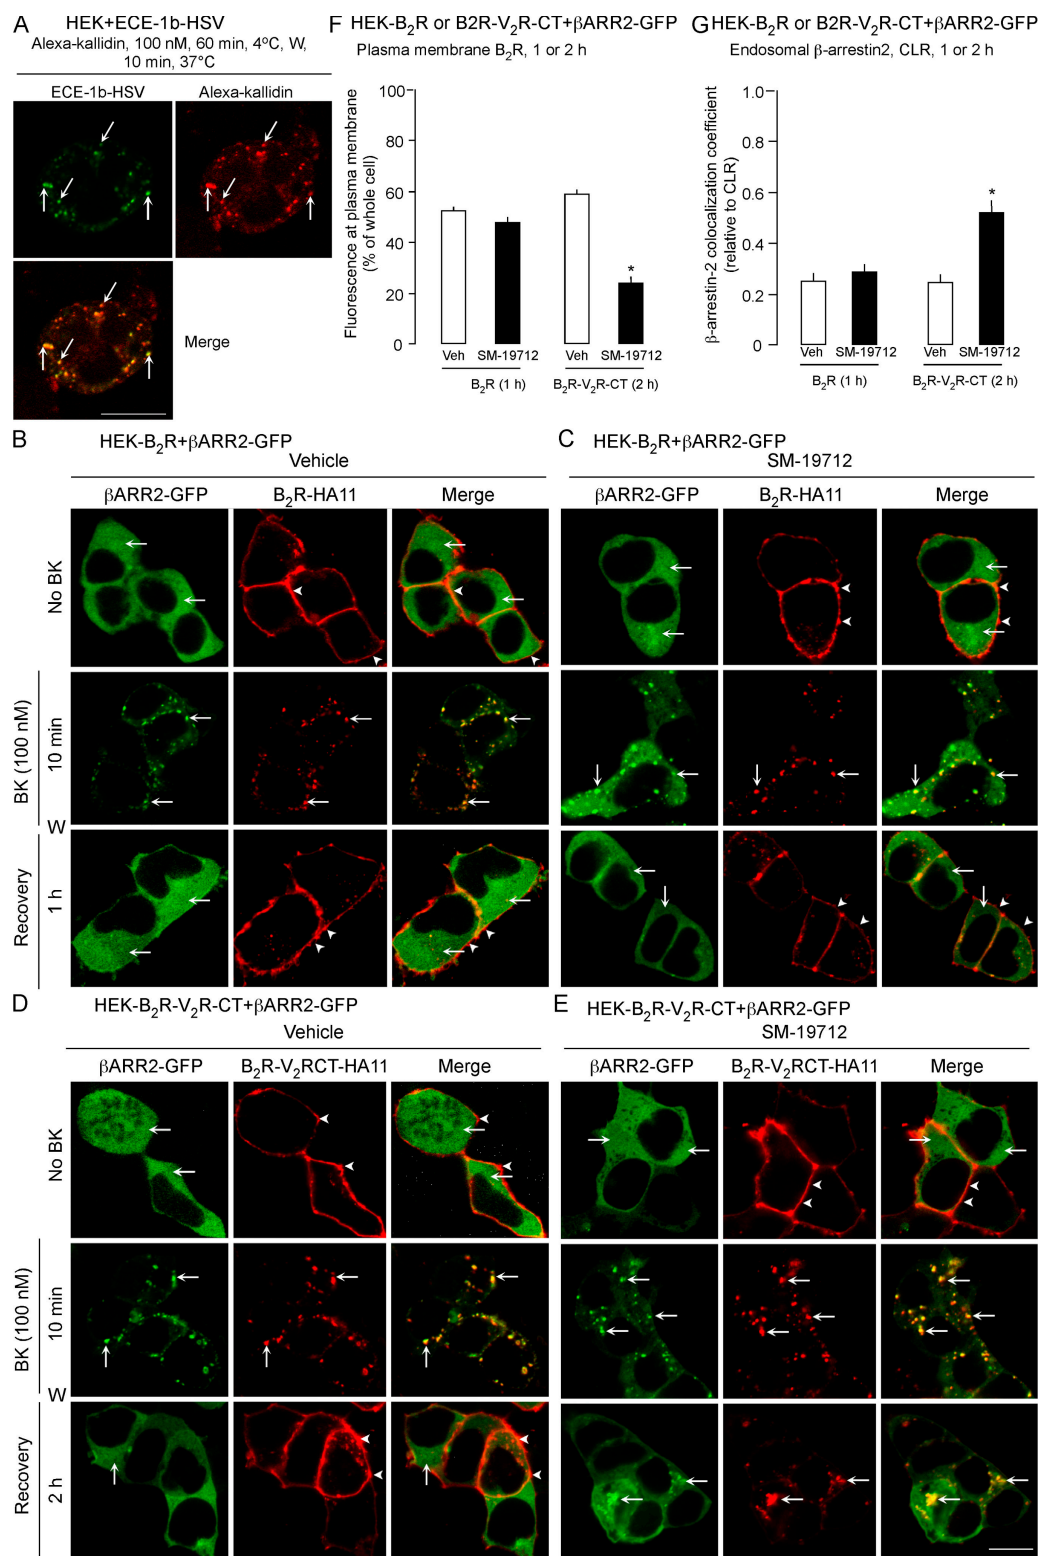 A
HEK+ECE-1b-HSV
Alexa-kallidin, 100 nM, 60 min, 4ºC, W,
10 min, 37°C
ECE-1b-HSV
Alexa-kallidin
Merge
F
HEK-B2R or B2R-V2R-CT+βARR2-GFP
Plasma membrane B2R, 1 or 2 h
Fluorescence at plasma membrane
(% of whole cell)
100
80
60
40
20
0
*
Veh
SM-19712
Veh
SM-19712
B2R (1 h)
B2-V2R-CT (2 h)
G
HEK-B2R or B2R-V2R-CT+βARR2-GFP
Endosomal β-arrestin2, CLR, 1 or 2 h
β-arrestin-2 colocalization coefficient
(relative to CLR)
1.0
0.8
0.6
0.4
0.2
0
*
Veh
SM-19712
Veh
SM-19712
B2R (1 h)
B2-V2R-CT (2 h)
B
HEK-B2R+βARR2-GFP
Vehicle
βARR2-GFP
B2R-HA11
Merge
No BK
BK (100 nM)
10 min
W
Recovery
1 h
C
HEK-B2R+βARR2-GFP
SM-19712
βARR2-GFP
B2R-HA11
Merge
D
HEK-B2R-V2R-CT+βARR2-GFP
Vehicle
βARR2-GFP
B2R-V2RCT-HA11
Merge
No BK
BK (100 nM)
10 min
W
Recovery
2 h
E
HEK-B2R-V2R-CT+βARR2-GFP
SM-19712
βARR2-GFP
B2R-V2RCT-HA11
Merge